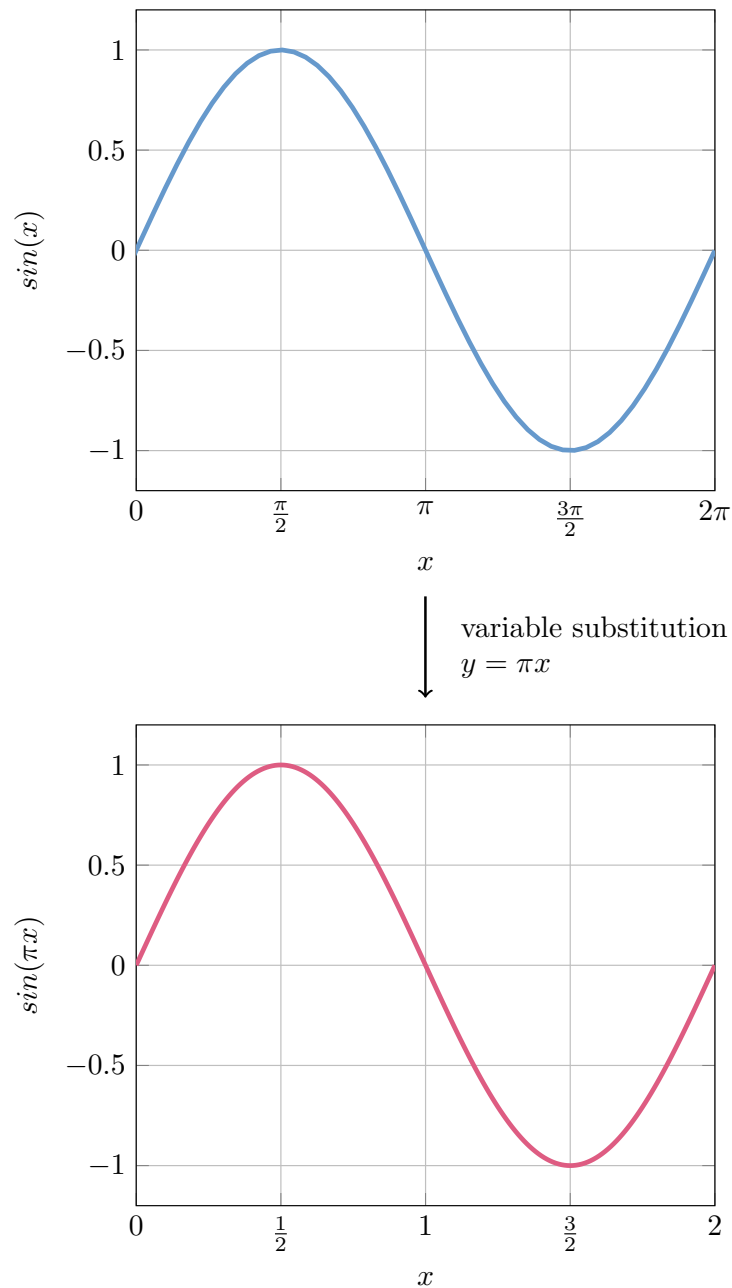 1
0.5
0
−0.5
−1
sin(x)
0 π/2 π 3π/2 2π
x
variable substitution
y = πx
1
0.5
0
−0.5
−1
sin(πx)
0 1/2 1 3/2 2
x